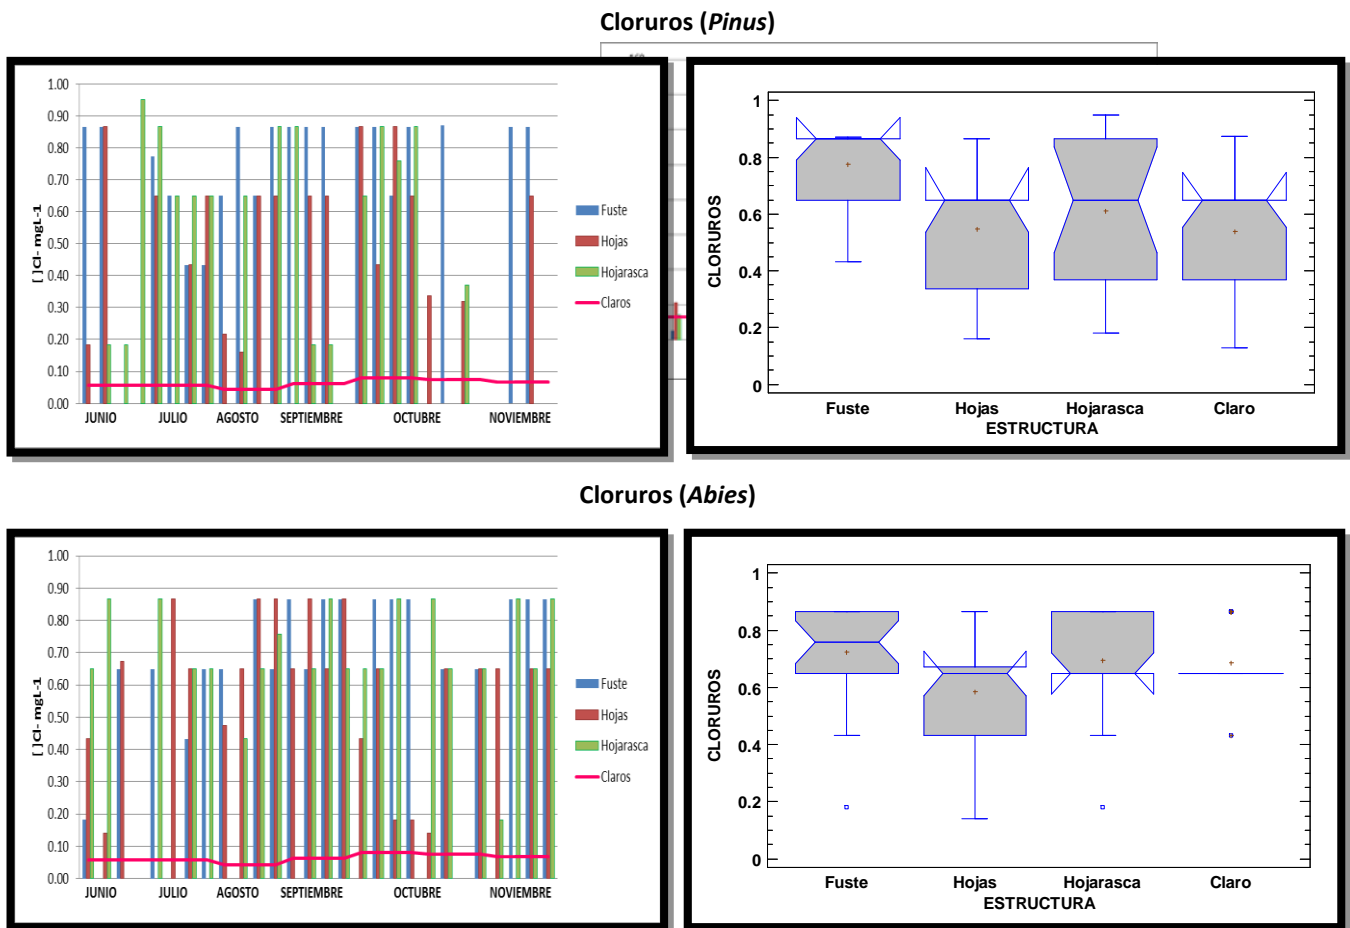 Cloruros (Pinus)
1.00
0.90
0.80
0.70
0.60
0.50
0.40
0.30
0.20
0.10
0.00
[ ]Cl- mgL-1
JUNIO JULIO AGOSTO SEPTIEMBRE OCTUBRE NOVIEMBRE
Fuste
Hojas
Hojarasca
Claros
CLORUROS
1
0.8
0.6
0.4
0.2
0
Fuste Hojas Hojarasca Claro
ESTRUCTURA
Cloruros (Abies)
1.00
0.90
0.80
0.70
0.60
0.50
0.40
0.30
0.20
0.10
0.00
[ ]Cl- mgL-1
JUNIO JULIO AGOSTO SEPTIEMBRE OCTUBRE NOVIEMBRE
Fuste
Hojas
Hojarasca
Claros
CLORUROS
1
0.8
0.6
0.4
0.2
0
Fuste Hojas Hojarasca Claro
ESTRUCTURA